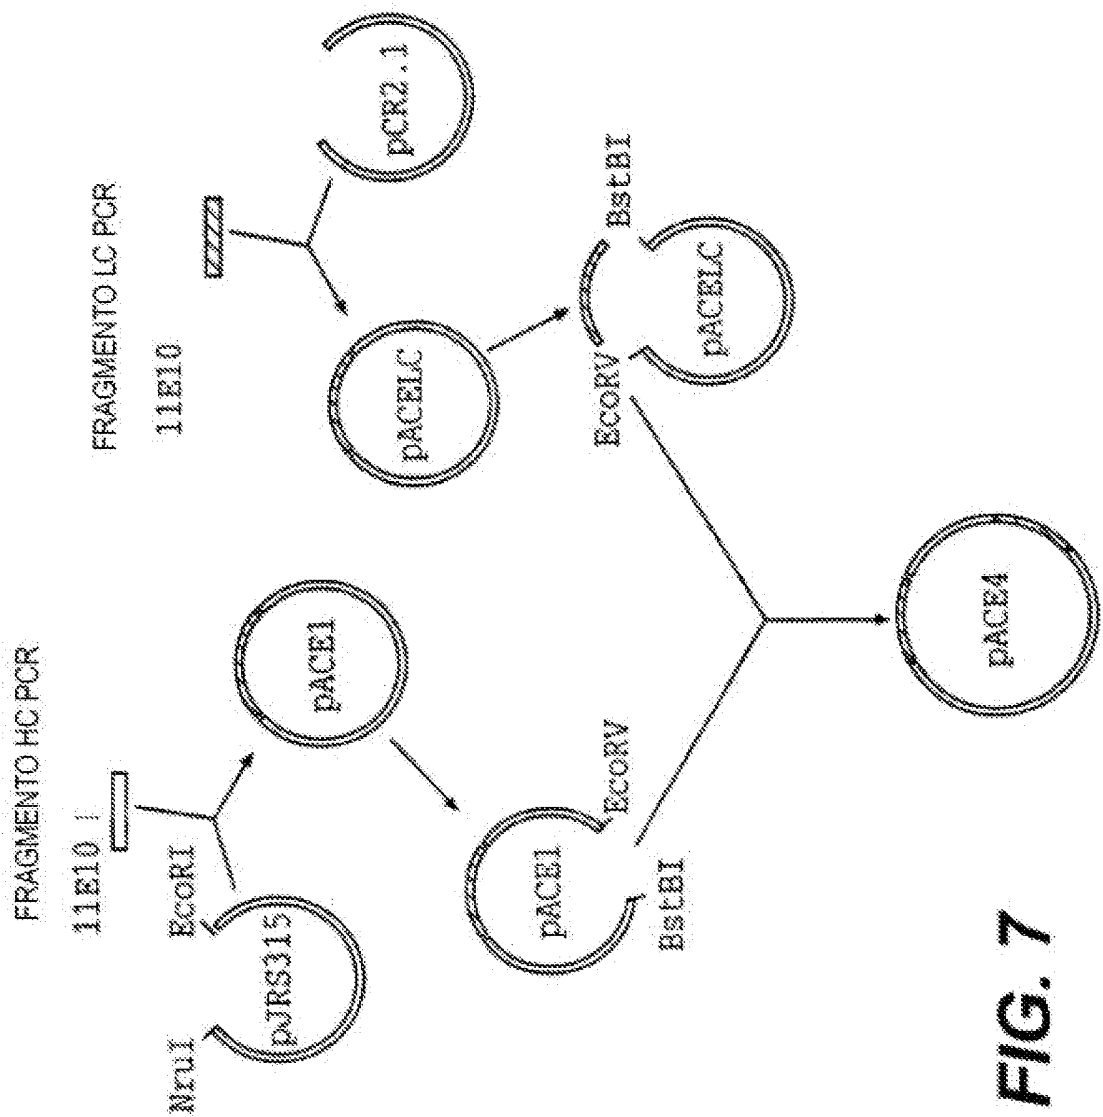 FRAGMENTO HC PCR
11E10
NruI
EcoRI
pJRS315
pACE1
pACE1
EcoRV
BstBI
FRAGMENTO LC PCR
11E10
pCR2.1
pACELC
EcoRV
BstBI
pACELC
pACE4
FIG. 7